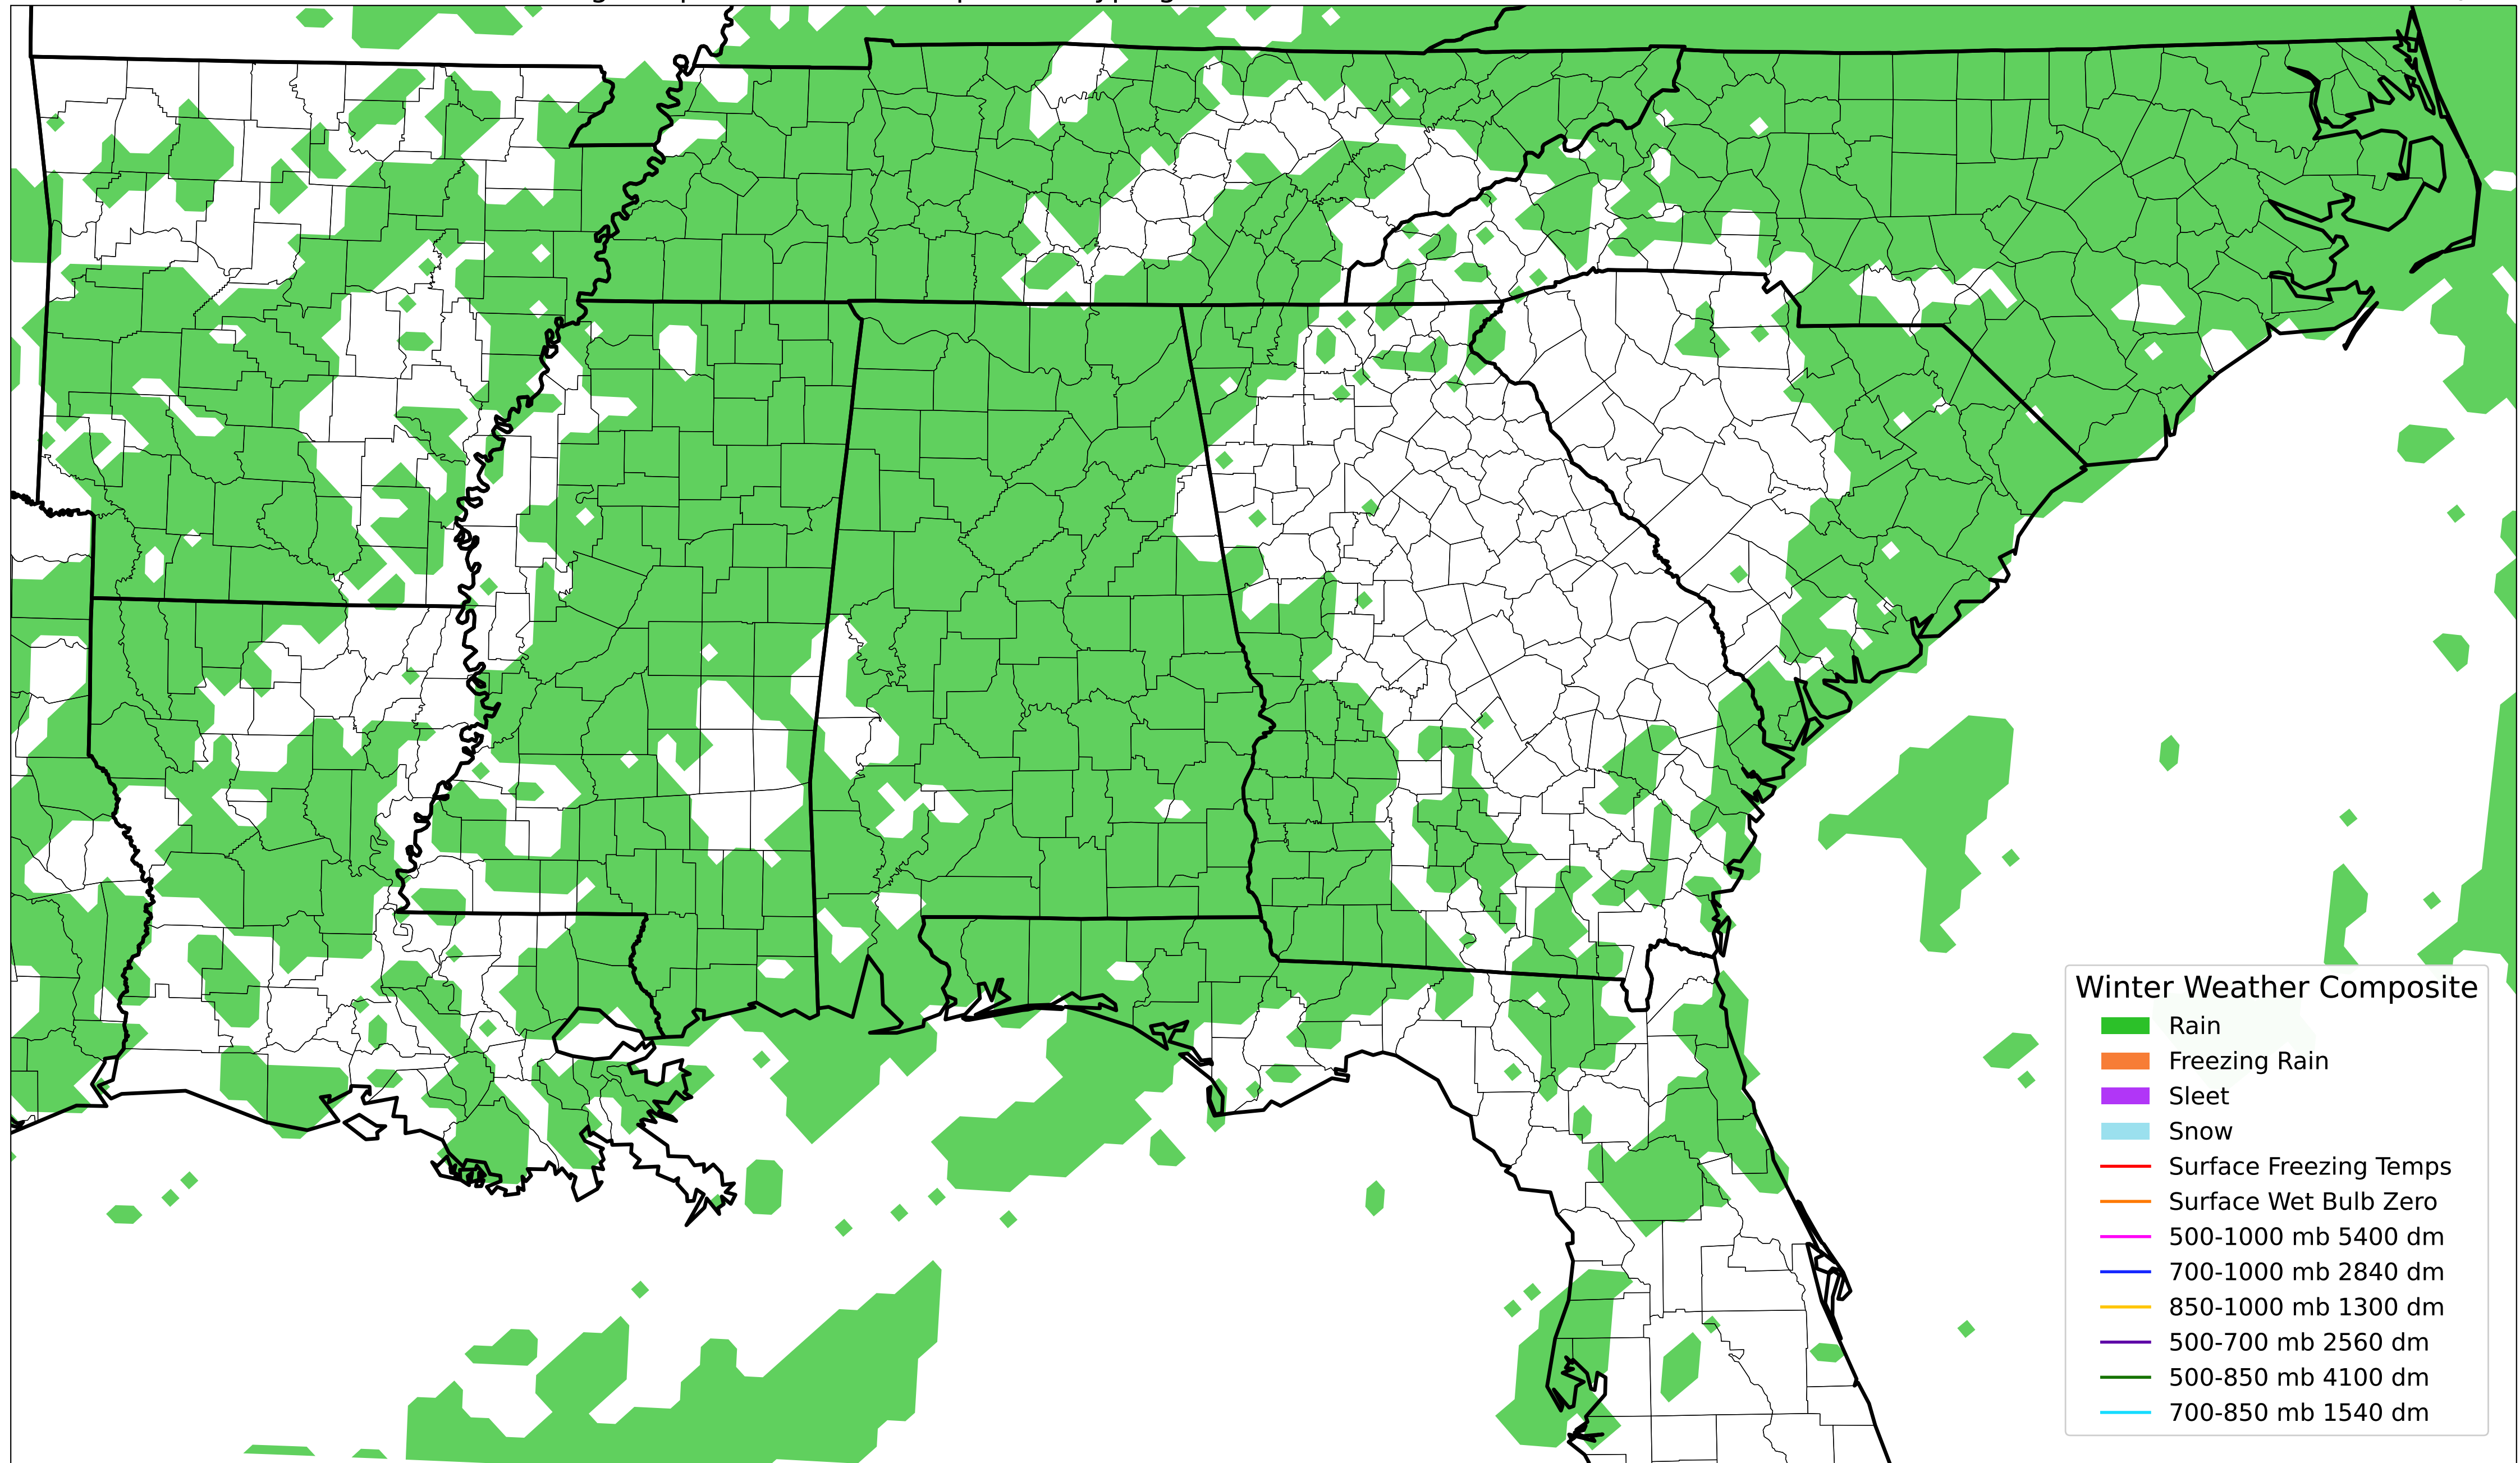 Winter Weather Composite
Rain
Freezing Rain
Sleet
Snow
Surface Freezing Temps
Surface Wet Bulb Zero
500-1000 mb 5400 dm
700-1000 mb 2840 dm
850-1000 mb 1300 dm
500-700 mb 2560 dm
500-850 mb 4100 dm
700-850 mb 1540 dm